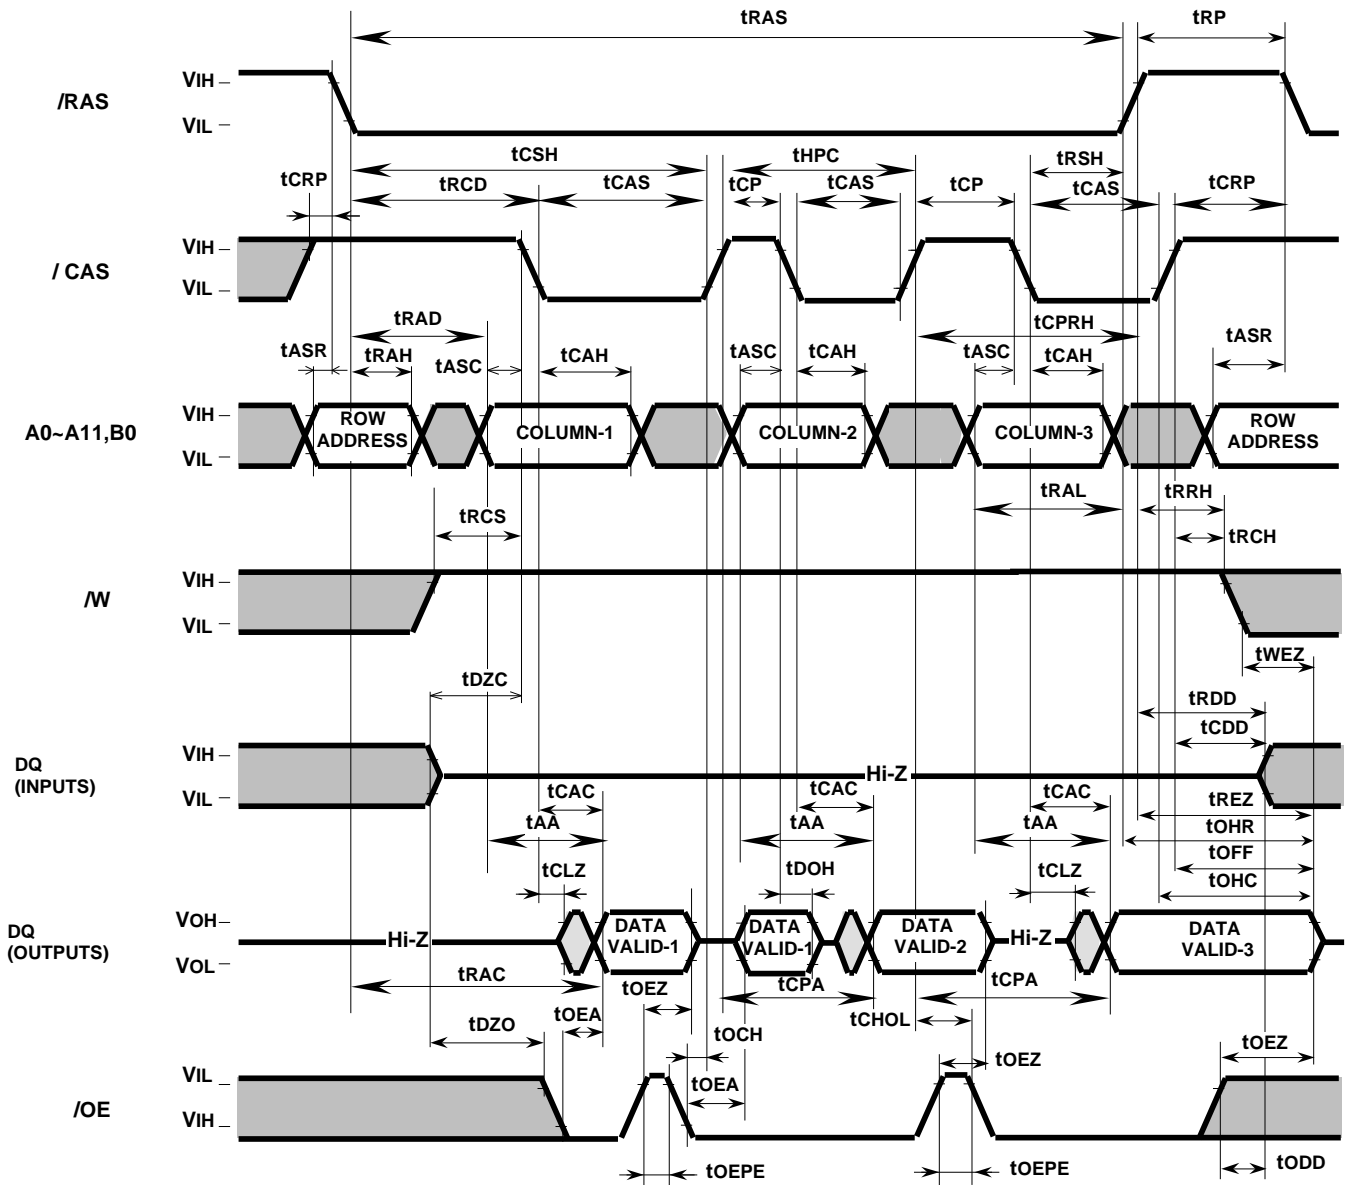 tRAS
tRP
VIH
/RAS
VIL
tCSH
tHPC
tRSH
tCRP
tRCD
tCAS
tCP
tCAS
tCP
tCAS
tCRP
VIH
/ CAS
VIL
tRAD
tCPRH
tASR
tRAH
tASC
tCAH
tASC
tCAH
tASC
tCAH
tASR
VIH
A0~A11,B0
VIL
ROW
ADDRESS
COLUMN-1
COLUMN-2
COLUMN-3
ROW
ADDRESS
tRAL
tRRH
tRCS
tRCH
VIH
/W
VIL
tWEZ
tDZC
tRDD
tCDD
VIH
DQ
(INPUTS)
VIL
Hi-Z
tCAC
tCAC
tCAC
tREZ
tAA
tAA
tAA
tOHR
tCLZ
tDOH
tCLZ
tOFF
tOHC
VOH
DQ
(OUTPUTS)
VOL
Hi-Z
DATA
VALID-1
DATA
VALID-1
DATA
VALID-2
Hi-Z
DATA
VALID-3
tRAC
tOEZ
tCPA
tCPA
tDZO
tOEA
tOCH
tCHOL
tOEZ
tOEZ
tOEA
VIL
/OE
VIH
tOEPE
tOEPE
tODD